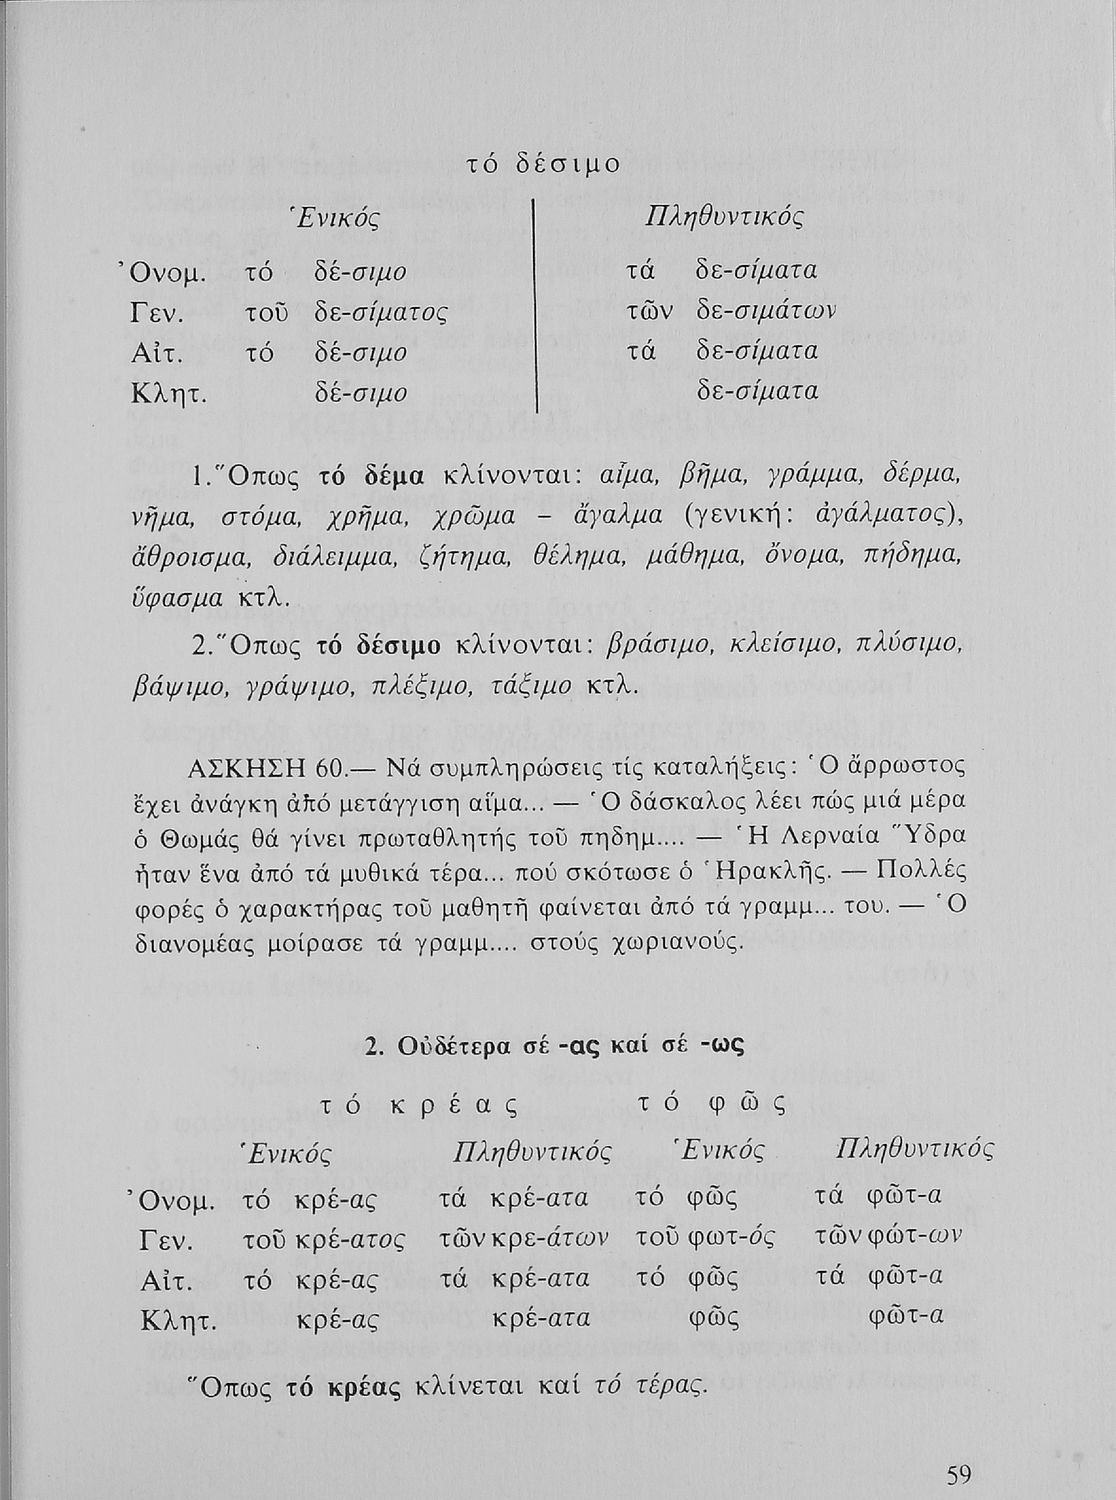 τό δέσιμο
Ἑνικός Πληθυντικός
Ὀνομ. τό δέ-σιμο τά δε-σίματα
Γεν. τοῦ δε-σίματος τῶν δε-σιμάτων
Αἰτ. τό δέ-σιμο τά δε-σίματα
Κλητ. δέ-σιμο δε-σίματα
1. Ὅπως τό δέμα κλίνονται: αἷμα, βῆμα, γράμμα, δέρμα,
νῆμα, στόμα, χρῆμα, χρῶμα – ἄγαλμα (γενική: ἀγάλματος),
ἄθροισμα, διάλειμμα, ζήτημα, θέλημα, μάθημα, ὄνομα, πήδημα,
ὕφασμα κτλ.
2. Ὅπως τό δέσιμο κλίνονται: βράσιμο, κλείσιμο, πλύσιμο,
βάψιμο, γράψιμο, πλέξιμο, τάξιμο κτλ.
ΑΣΚΗΣΗ 60.— Νά συμπληρώσεις τίς καταλήξεις: Ὁ ἄρρωστος
ἔχει ἀνάγκη ἀπό μετάγγιση αἵμα... — Ὁ δάσκαλος λέει πώς μιά μέρα
ὁ Θωμάς θά γίνει πρωταθλητής τοῦ πηδημ.... — Ἡ Λερναία Ὕδρα
ἦταν ἕνα ἀπό τά μυθικά τέρα... πού σκότωσε ὁ Ἡρακλῆς. — Πολλές
φορές ὁ χαρακτήρας τοῦ μαθητῆ φαίνεται ἀπό τά γραμμ... του. — Ὁ
διανομέας μοίρασε τά γραμμ.... στούς χωριανούς.
2. Οὐδέτερα σέ -ας καί σέ -ως
τό κρέας τό φῶς
Ἑνικός Πληθυντικός Ἑνικός Πληθυντικός
Ὀνομ. τό κρέ-ας τά κρέ-ατα τό φῶς τά φῶτ-α
Γεν. τοῦ κρέ-ατος τῶν κρε-άτων τοῦ φωτ-ός τῶν φώτ-ων
Αἰτ. τό κρέ-ας τά κρέ-ατα τό φῶς τά φῶτ-α
Κλητ. κρέ-ας κρέ-ατα φῶς φῶτ-α
Ὅπως τό κρέας κλίνεται καί τό τέρας.
59